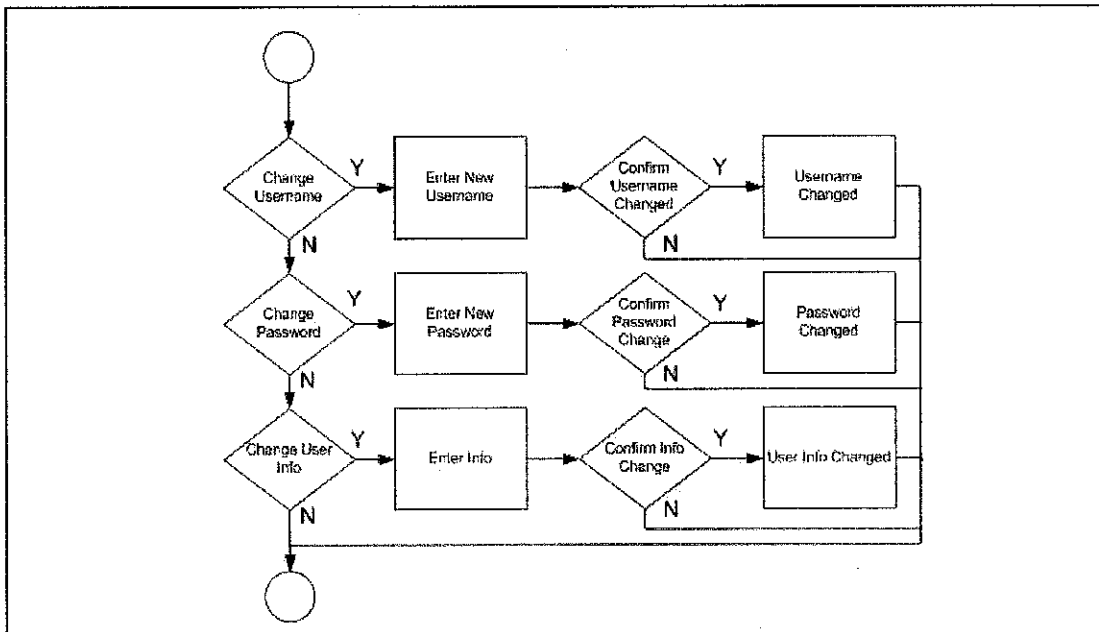 Change
Username
Y
Enter New
Username
Confirm
Username
Changed
Y
Username
Changed
N
N
Change
Password
Y
Enter New
Password
Confirm
Password
Change
Y
Password
Changed
N
N
Change User
Info
Y
Enter Info
Confirm Info
Change
Y
User Info Changed
N
N